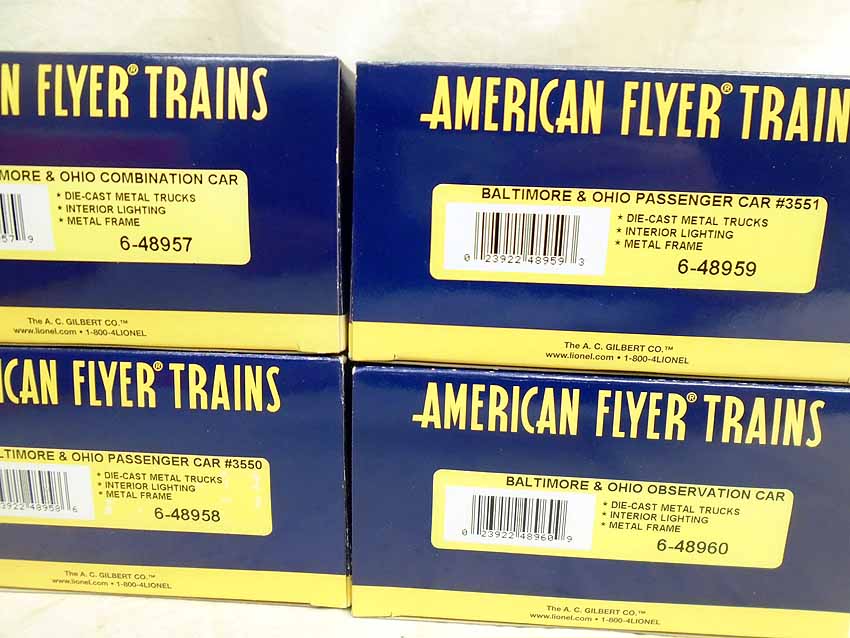 N FLYER® TRAINS
MORE & OHIO COMBINATION CAR
* DIE-CAST METAL TRUCKS
* INTERIOR LIGHTING
* METAL FRAME
57 9
6-48957
The A. C. GILBERT CO.™
www.lionel.com • 1-800-4LIONEL
AMERICAN FLYER® TRAIN
BALTIMORE & OHIO PASSENGER CAR #3551
* DIE-CAST METAL TRUCKS
* INTERIOR LIGHTING
* METAL FRAME
0 23922 48959 3
6-48959
The A. C. GILBERT CO.™
www.lionel.com • 1-800-4LIONEL
ICAN FLYER® TRAINS
LTIMORE & OHIO PASSENGER CAR #3550
* DIE-CAST METAL TRUCKS
* INTERIOR LIGHTING
* METAL FRAME
3922 48958 6
6-48958
The A. C. GILBERT CO.™
www.lionel.com • 1-800-4LIONEL
AMERICAN FLYER® TRAINS
BALTIMORE & OHIO OBSERVATION CAR
* DIE-CAST METAL TRUCKS
* INTERIOR LIGHTING
* METAL FRAME
0 23922 48960 9
6-48960
The A. C. GILBERT CO.™
www.lionel.com • 1-800-4LIONEL